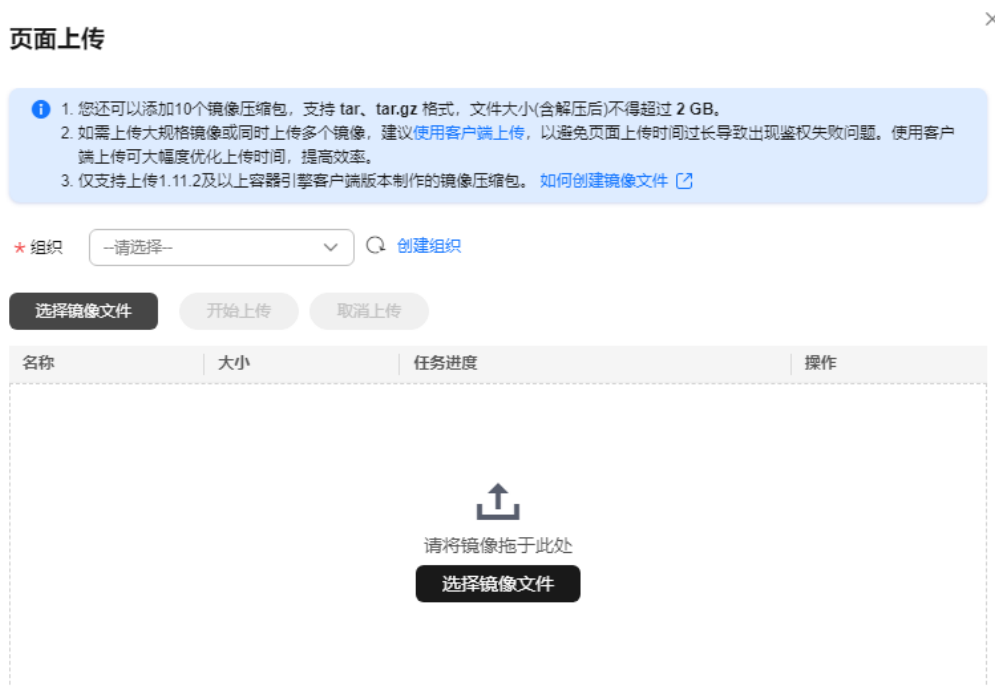 页面上传
1. 您还可以添加10个镜像压缩包，支持 tar、tar.gz 格式，文件大小(含解压后)不得超过 2 GB。
2. 如需上传大规格镜像或同时上传多个镜像，建议使用客户端上传，以避免页面上传时间过长导致出现鉴权失败问题。使用客户
端上传可大幅度优化上传时间，提高效率。
3. 仅支持上传1.11.2及以上容器引擎客户端版本制作的镜像压缩包。 如何创建镜像文件
* 组织 --请选择-- 创建组织
选择镜像文件 开始上传 取消上传
名称 大小 任务进度 操作
请将镜像拖于此处
选择镜像文件